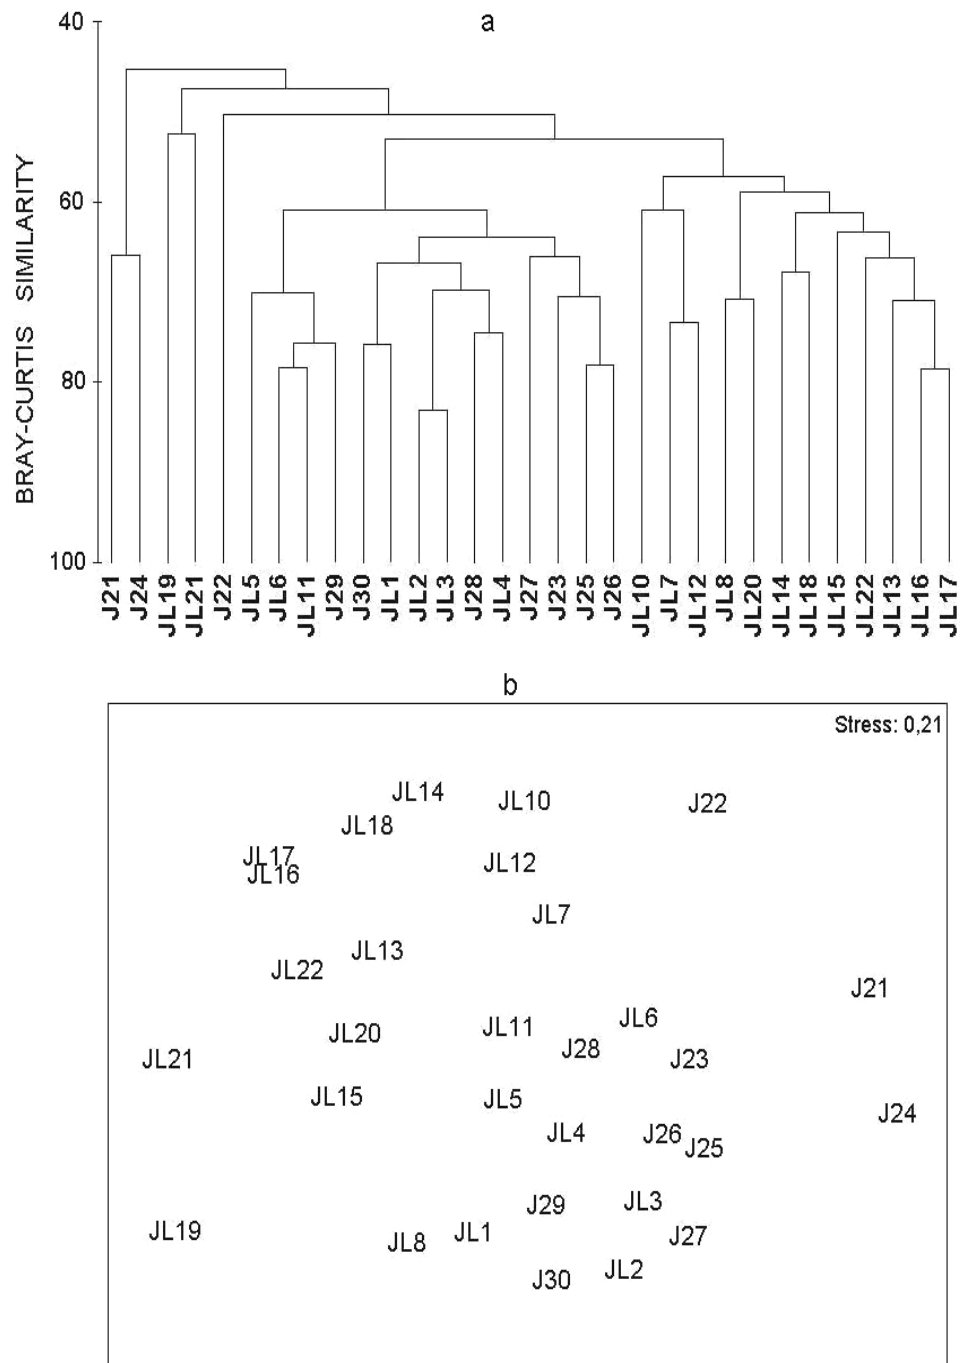 a
40
60
80
100
BRAY-CURTIS SIMILARITY
J21
J24
JL19
JL21
J22
JL5
JL6
JL11
J29
J30
JL1
JL2
JL3
J28
JL4
J27
J23
J25
J26
JL10
JL7
JL12
JL8
JL20
JL14
JL18
JL15
JL22
JL13
JL16
JL17
b
Stress: 0,21
JL14
JL10
J22
JL18
JL17
JL16
JL12
JL7
JL13
JL22
J21
JL6
JL11
JL20
J28
JL21
J23
JL15
JL5
J24
JL4
J26
J25
JL3
J29
JL19
JL1
JL8
J27
JL2
J30